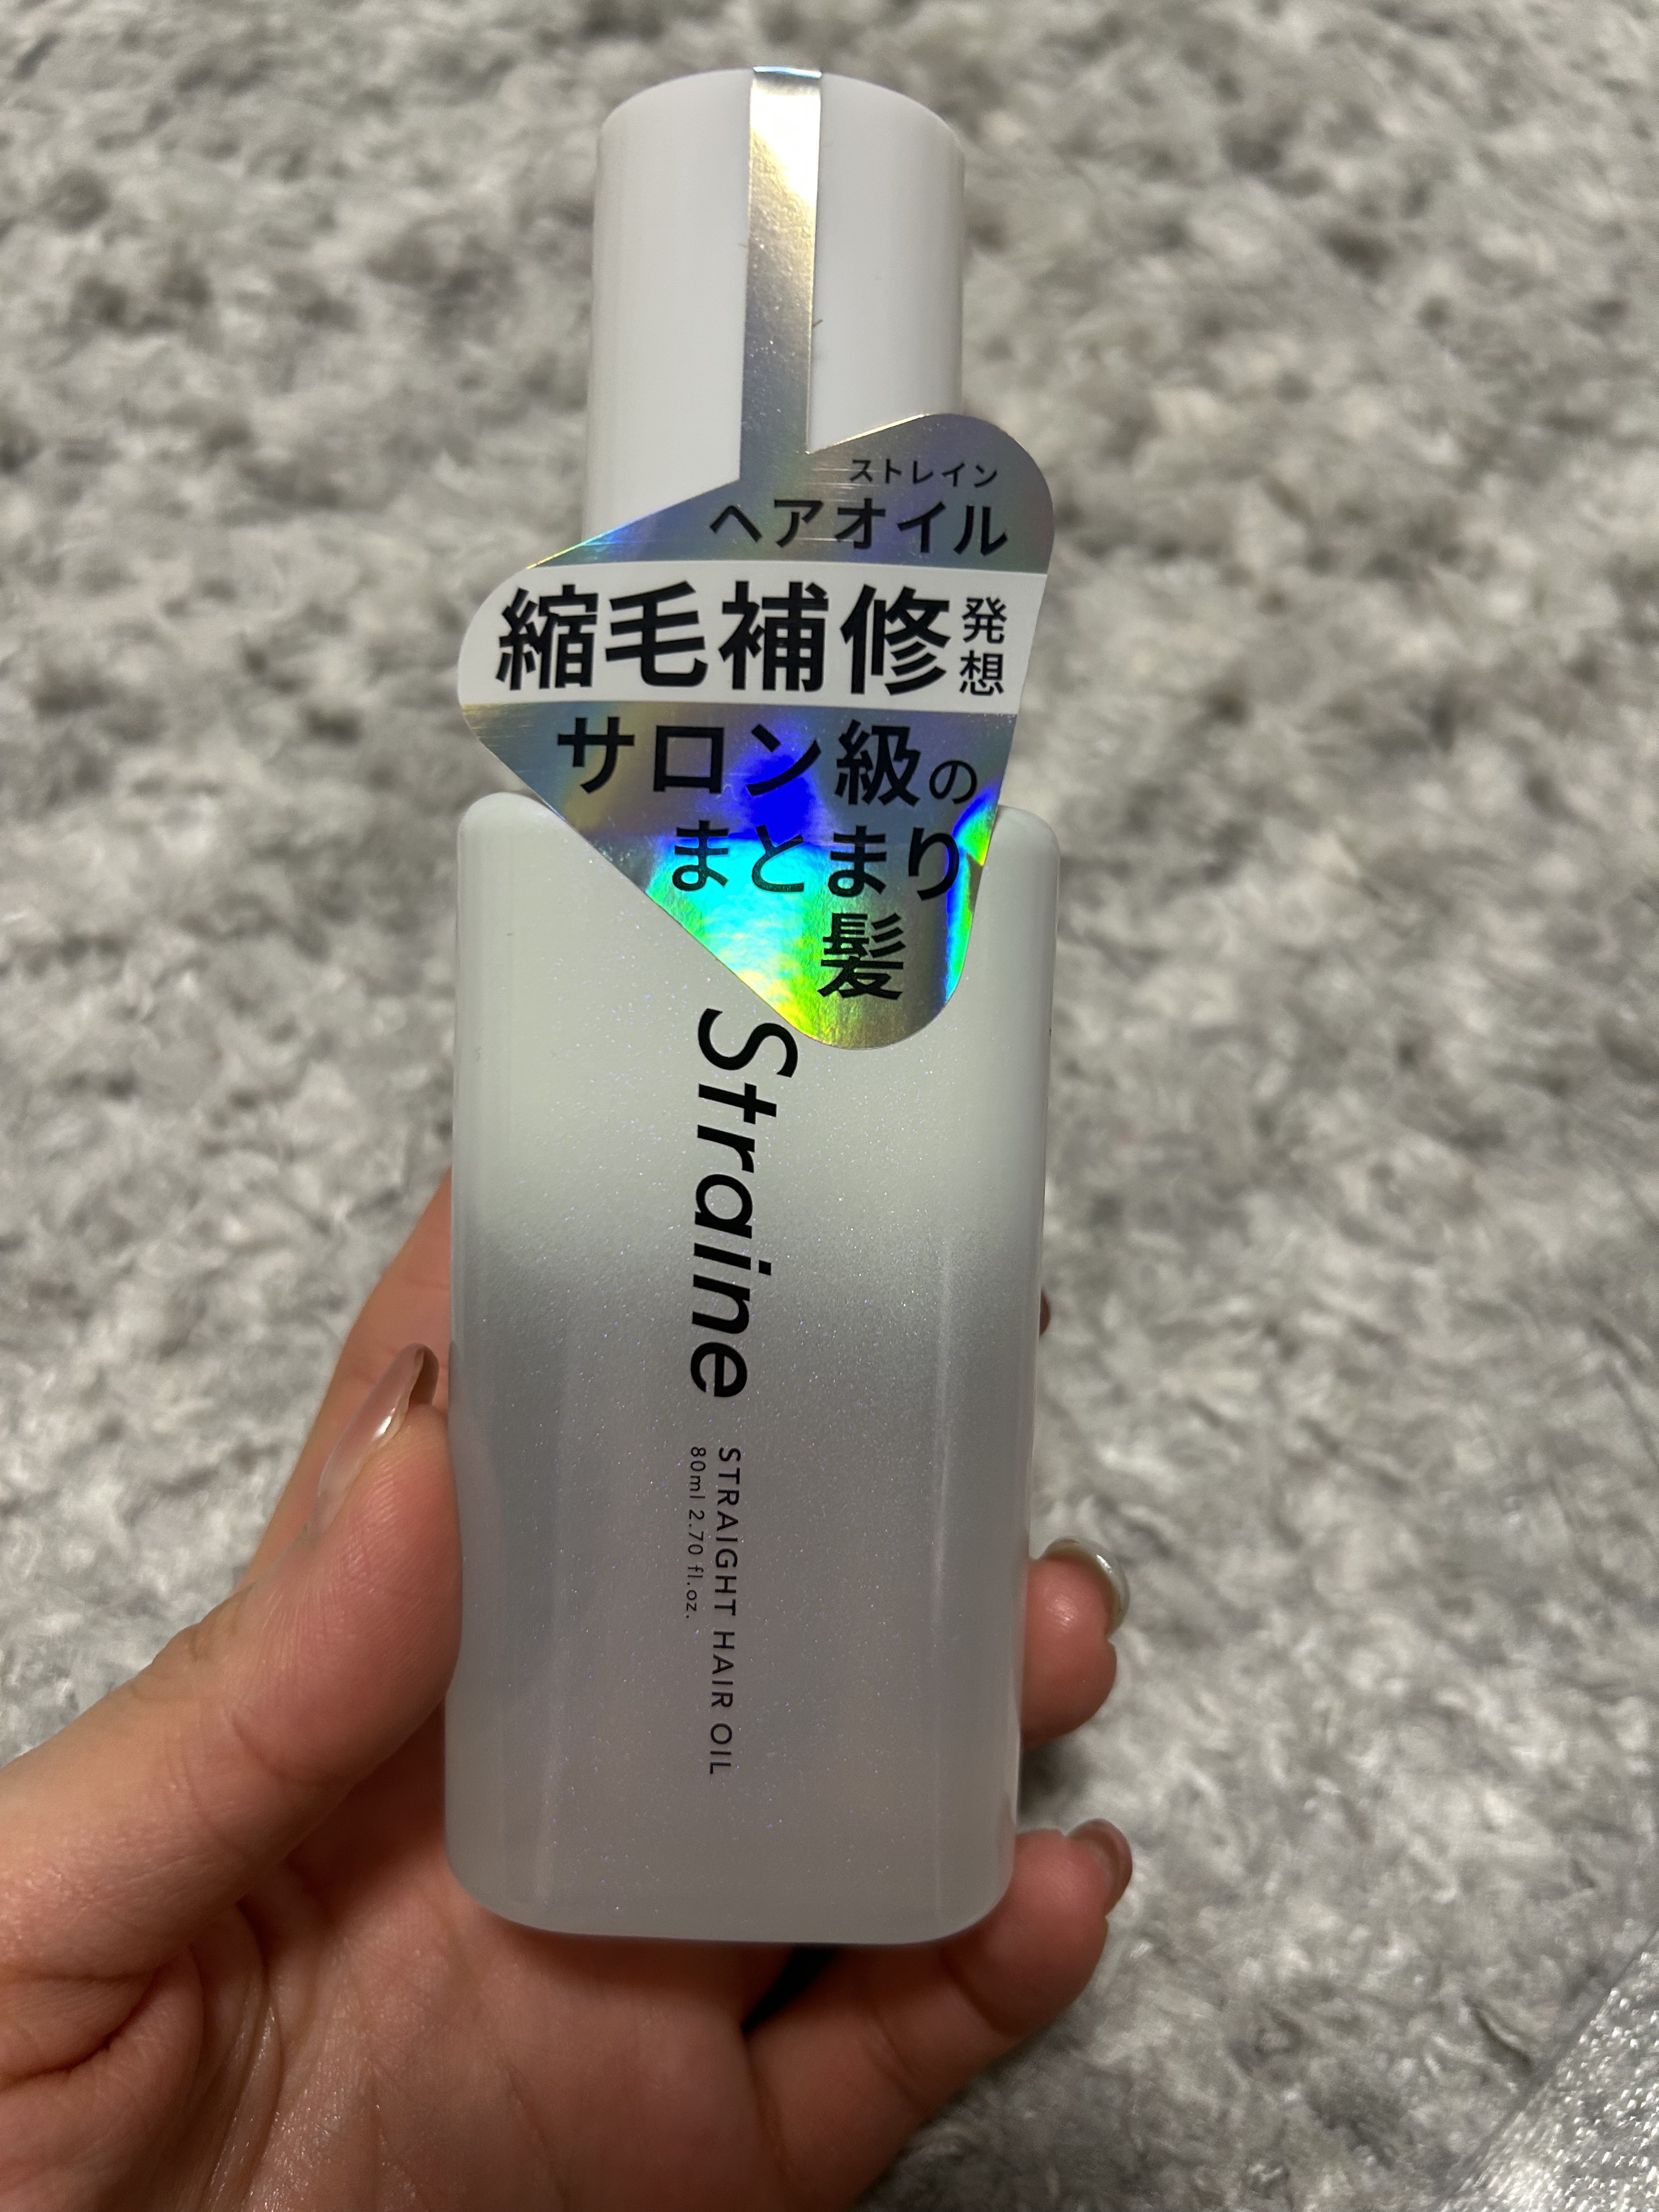 ストレイン
ヘアオイル
縮毛補修発想
サロン級の
まとまり
髪
Straine
STRAIGHT HAIR OIL
80ml 2.70 fl.oz.